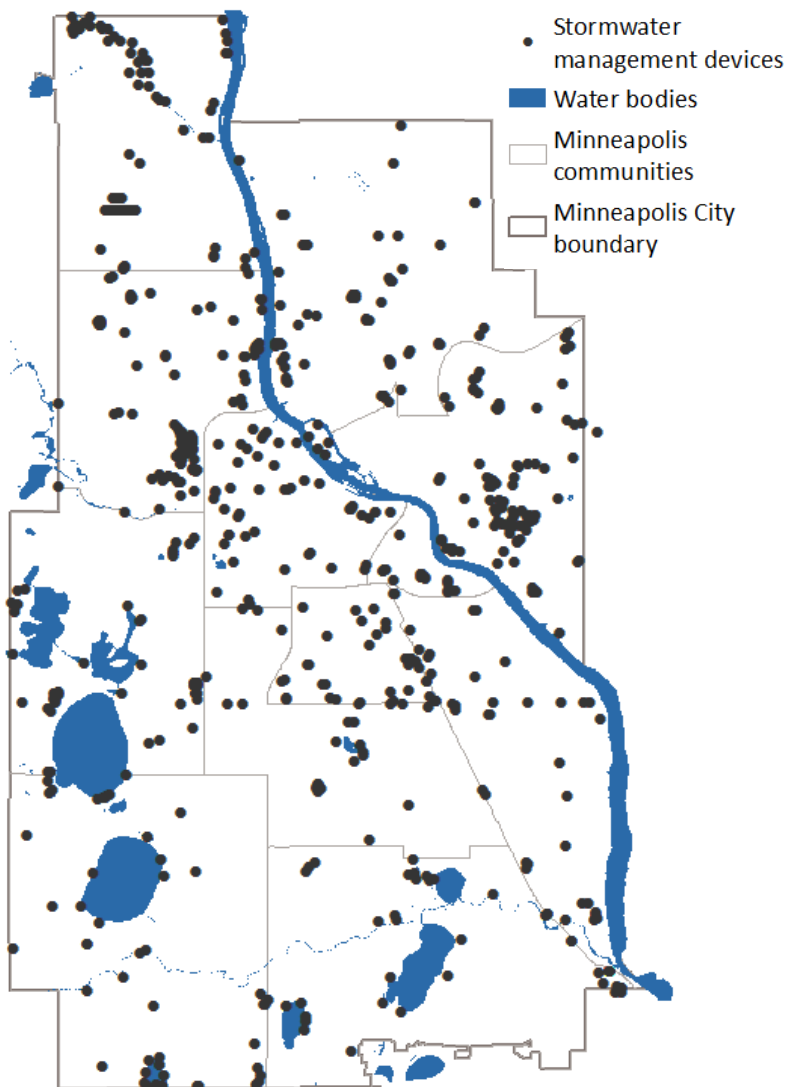 Stormwater
management devices
Water bodies
Minneapolis
communities
Minneapolis City
boundary